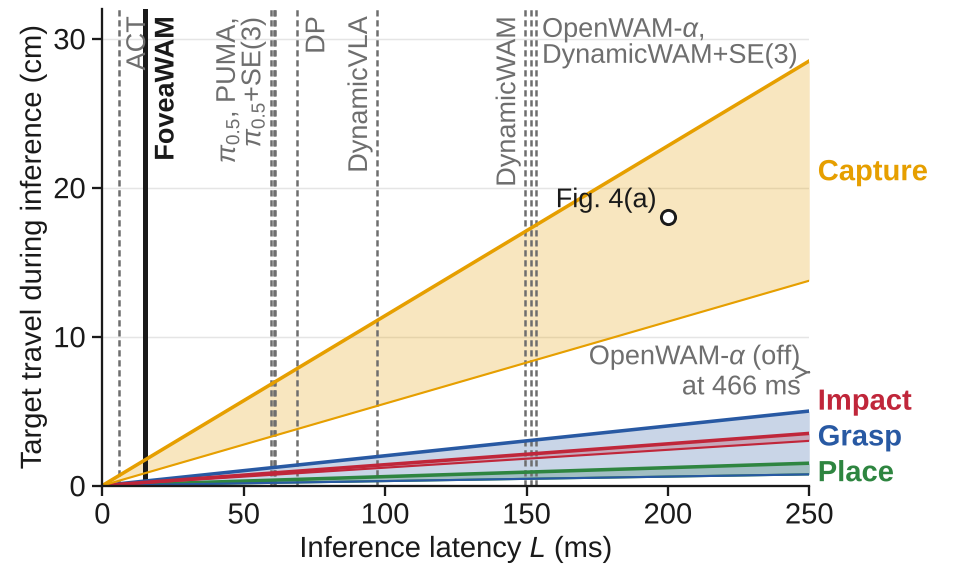 Target travel during inference (cm)
30
20
10
0
ACT
FoveaWAM
π0.5, PUMA,
π0.5+SE(3)
DP
DynamicVLA
DynamicWAM
OpenWAM-α,
DynamicWAM+SE(3)
Capture
Fig. 4(a)
OpenWAM-α (off)
at 466 ms
Impact
Grasp
Place
0
50
100
150
200
250
Inference latency L (ms)